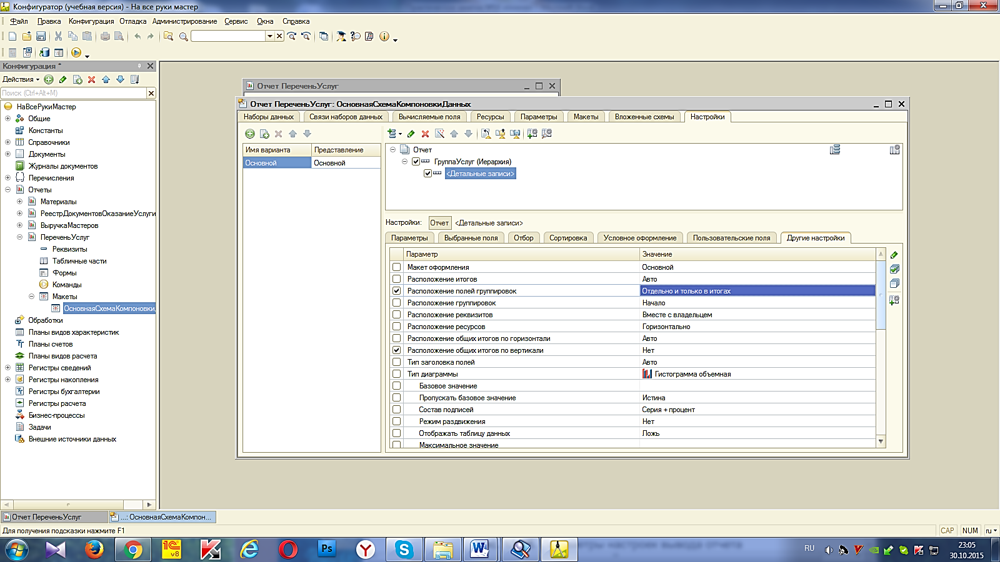 Конфигуратор (учебная версия) - На все руки мастер
Файл Правка Конфигурация Отладка Администрирование Сервис Окна Справка
Конфигурация *
Действия
Поиск (Ctrl+Alt+M)
НаВсеРукиМастер
Общие
Константы
Справочники
Документы
Журналы документов
Перечисления
Отчеты
Материалы
РеестрДокументовОказаниеУслуги
ВыручкаМастеров
ПереченьУслуг
Реквизиты
Табличные части
Формы
Команды
Макеты
ОсновнаяСхемаКомпоновки.
Обработки
Планы видов характеристик
Планы счетов
Планы видов расчета
Регистры сведений
Регистры накопления
Регистры бухгалтерии
Регистры расчета
Бизнес-процессы
Задачи
Внешние источники данных
Отчет ПереченьУслуг
Отчет ПереченьУслуг: ОсновнаяСхемаКомпоновкиДанных
Наборы данных Связи наборов данных Вычисляемые поля Ресурсы Параметры Макеты Вложенные схемы Настройки
Имя варианта Представление
Основной Основной
Отчет
ГруппаУслуг (Иерархия)
<Детальные записи>
Настройки: Отчет <Детальные записи>
Параметры Выбранные поля Отбор Сортировка Условное оформление Пользовательские поля Другие настройки
Параметр Значение
Макет оформления Основной
Расположение итогов Авто
Расположение полей группировок Отдельно и только в итогах
Расположение группировок Начало
Расположение реквизитов Вместе с владельцем
Расположение ресурсов Горизонтально
Расположение общих итогов по горизонтали Авто
Расположение общих итогов по вертикали Нет
Тип заголовка полей Авто
Тип диаграммы Гистограмма объемная
Базовое значение
Пропускать базовое значение Истина
Состав подписей Серия + процент
Режим раздвижения Нет
Отображать таблицу данных Ложь
Максимальное значение
Отчет ПереченьУслуг ...: ОсновнаяСхемаКомпон...
Для получения подсказки нажмите F1
CAP NUM ru
1С v8
Ps
RU
23:05
30.10.2015